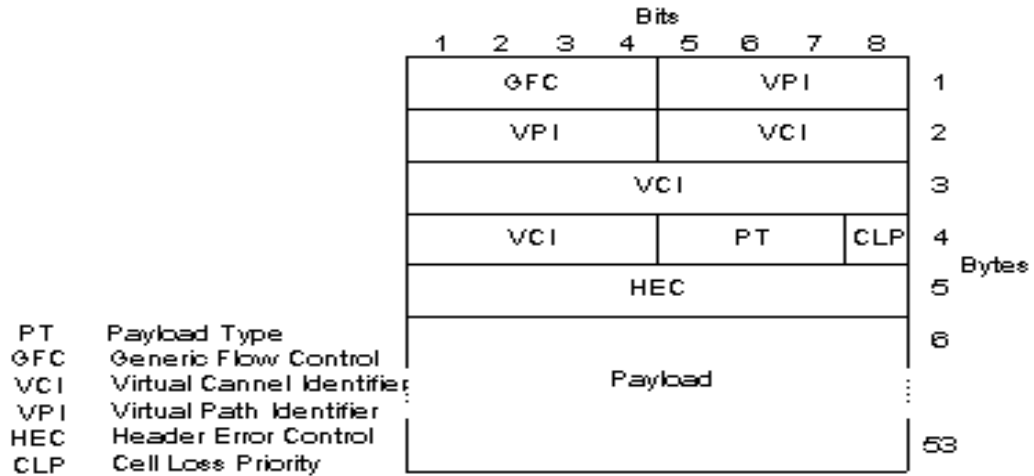 Bits
1 2 3 4 5 6 7 8
GFC VPI 1
VPI VCI 2
VCI 3
VCI PT CLP 4
Bytes
HEC 5
PT Payload Type 6
GFC Generic Flow Control
VCI Virtual Cannel Identifier
Payload
VPI Virtual Path Identifier
HEC Header Error Control 53
CLP Cell Loss Priority